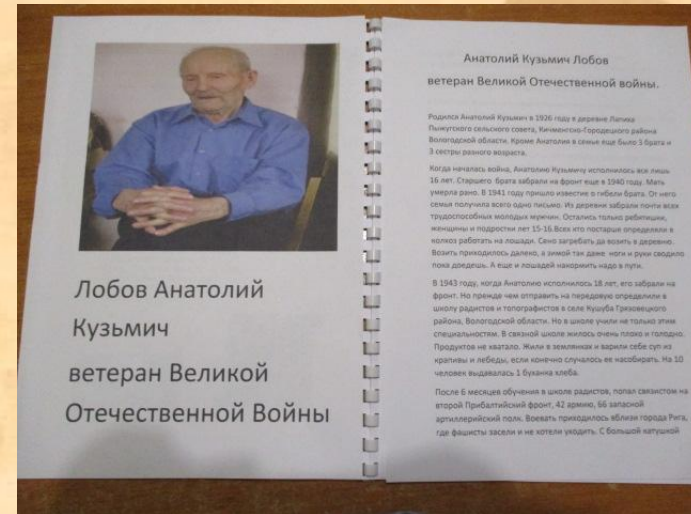 Лобов Анатолий
Кузьмич
ветеран Великой
Отечественной Войны
Анатолий Кузьмич Лобов
ветеран Великой Отечественной войны.
Родился Анатолий Кузьмич в 1926 году в деревне Лагима
Пыжугского сельского совета, Кичменгско-Городецкого района
Вологодской области. Кроме Анатолия в семье еще было 3 брата и
3 сестры разного возраста.
Когда началась война, Анатолию Кузьмичу исполнилось вся лишь
16 лет. Старшего брата забрали на фронт еще в 1940 году. Мать
умерла рано. В 1941 году пришло известие о гибели брата. От него
семья получила всего одно письмо. Из деревни забрали почти всех
трудоспособных молодых мужчин. Остались только ребятишки,
женщины и подростки лет 15-16.Всех кто постарше определяли в
колхоз работать на лошади. Сено загребать да возить в деревню.
Возить приходилось далеко, а зимой так даже ноги и руки сводило
пока доедешь. А еще и лошадей накормить надо в пути.
В 1943 году, когда Анатолию исполнилось 18 лет, его забрали на
фронт. Но прежде чем отправить на передовую определили в
школу радистов и топографистов в селе Кушуба Грязовецкого
района, Вологодской области. Но в школе учили не только этим
специальностям. В связной школе жилось очень плохо и голодно.
Продуктов не хватало. Жили в землянках и варили себе суп из
крапивы и лебеды, если конечно случалось ее насобирать. На 10
человек выдавалась 1 буханка хлеба.
После 6 месяцев обучения в школе радистов, попал связистом на
второй Прибалтийский фронт, 42 армию, 66 запасной
артиллерийский полк. Воевать приходилось вблизи города Рига,
где фашисты засели и не хотели уходить. С большой катушкой